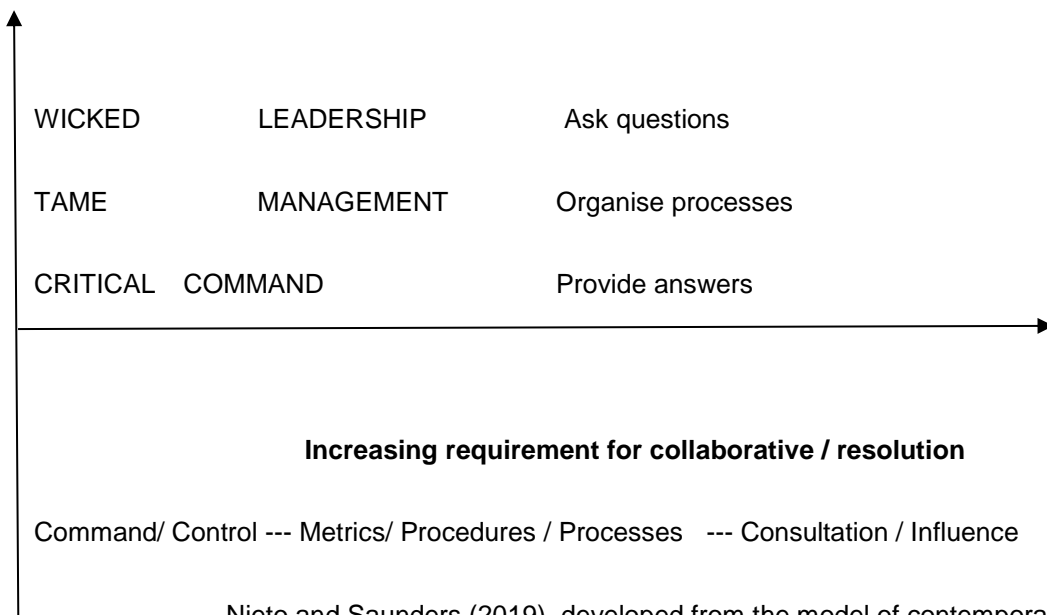 WICKED LEADERSHIP Ask questions
TAME MANAGEMENT Organise processes
CRITICAL COMMAND Provide answers
Increasing requirement for collaborative / resolution
Command/ Control --- Metrics/ Procedures / Processes --- Consultation / Influence
Nieto and Saunders (2019), developed from the model of